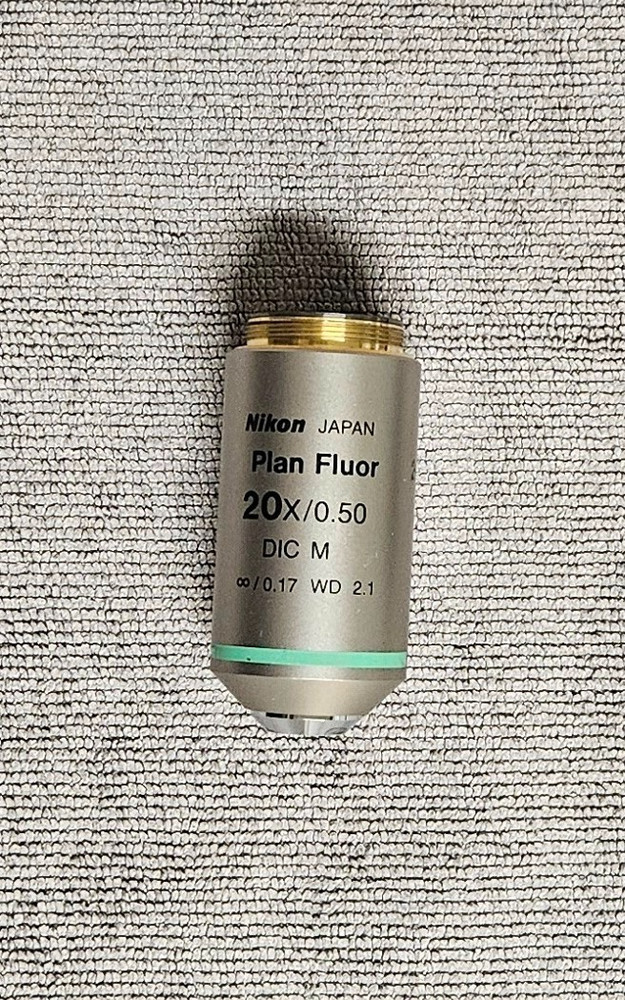 Nikon JAPAN
Plan Fluor
20X/0.50
DIC M
∞/0.17 WD 2.1